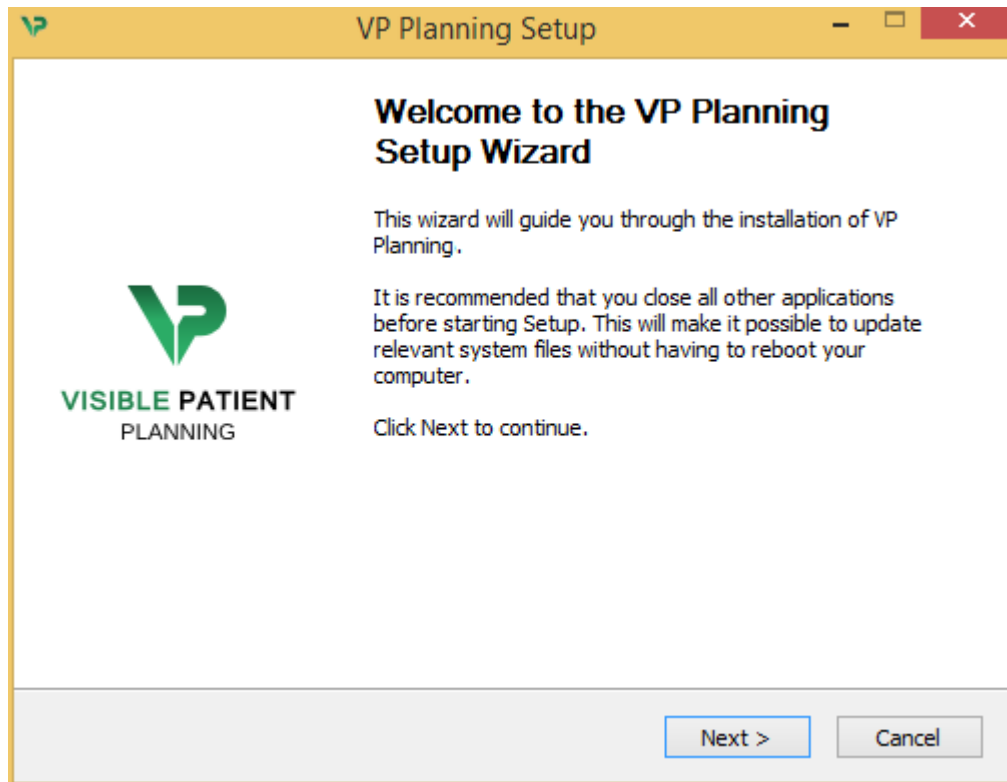 VP Planning Setup
Welcome to the VP Planning
Setup Wizard
This wizard will guide you through the installation of VP
Planning.
It is recommended that you close all other applications
before starting Setup. This will make it possible to update
relevant system files without having to reboot your
computer.
Click Next to continue.
VISIBLE PATIENT
PLANNING
Next >
Cancel